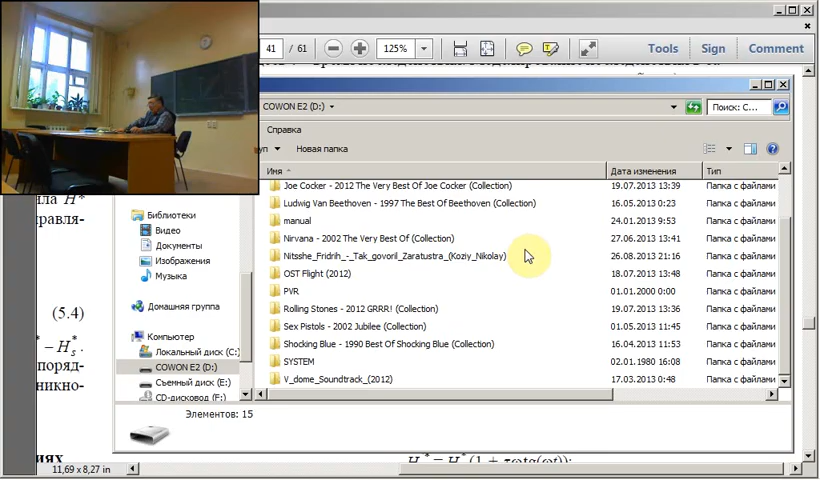 41 / 61
125%
Tools
Sign
Comment
COWON E2 (D:)
Поиск: C...
Справка
уп
Новая папка
Имя
Дата изменения
Тип
Joe Cocker - 2012 The Very Best Of Joe Cocker (Collection)
19.07.2013 13:39
Папка с файлами
Ludwig Van Beethoven - 1997 The Best Of Beethoven (Collection)
16.05.2013 0:23
Папка с файлами
manual
24.01.2013 9:53
Папка с файлами
Nirvana - 2002 The Very Best Of (Collection)
27.06.2013 13:41
Папка с файлами
Nitsshe_Fridrih_-_Tak_govoril_Zaratustra_(Koziy_Nikolay)
26.08.2013 21:16
Папка с файлами
OST Flight (2012)
18.07.2013 13:48
Папка с файлами
PVR
01.01.2000 0:00
Папка с файлами
Rolling Stones - 2012 GRRR! (Collection)
19.07.2013 13:36
Папка с файлами
Sex Pistols - 2002 Jubilee (Collection)
01.05.2013 11:45
Папка с файлами
Shocking Blue - 1990 Best Of Shocking Blue (Collection)
16.04.2013 11:53
Папка с файлами
SYSTEM
02.01.1980 16:08
Папка с файлами
V_dome_Soundtrack_(2012)
17.03.2013 0:48
Папка с файлами
Библиотеки
Видео
Документы
Изображения
Музыка
Домашняя группа
Компьютер
Локальный диск (C:)
COWON E2 (D:)
Съемный диск (E:)
CD-дисковод (F:)
Элементов: 15
ила H*
правля-
(5.4)
* – H*s .
поряд-
никно-
иях
H* = H*(1 + τωtg(ωt));
11,69 x 8,27 in